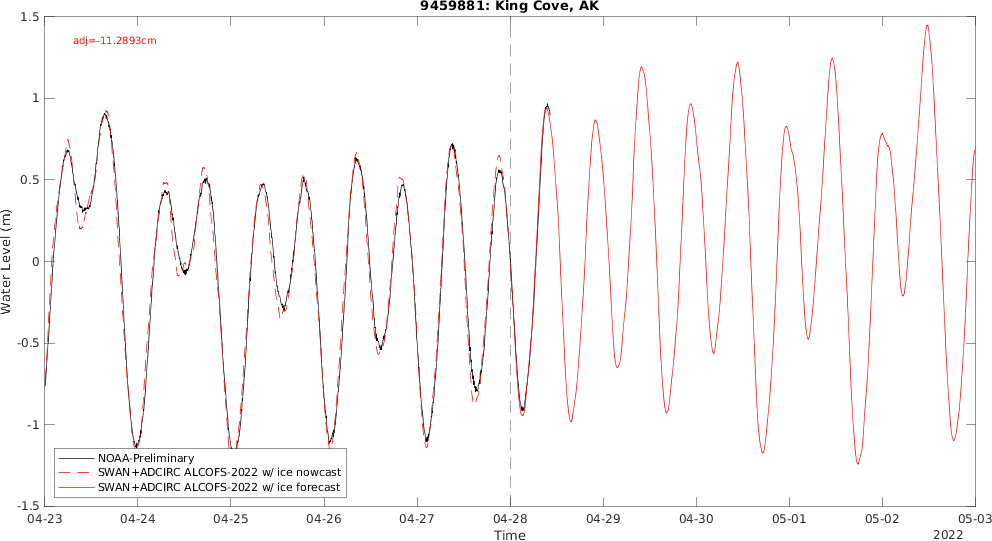 9459881: King Cove, AK
adj=-11.2893cm
1.5
1
0.5
0
-0.5
-1
-1.5
Water Level (m)
NOAA-Preliminary
SWAN+ADCIRC ALCOFS-2022 w/ ice nowcast
SWAN+ADCIRC ALCOFS-2022 w/ ice forecast
04-23 04-24 04-25 04-26 04-27 04-28 04-29 04-30 05-01 05-02 05-03
Time
2022